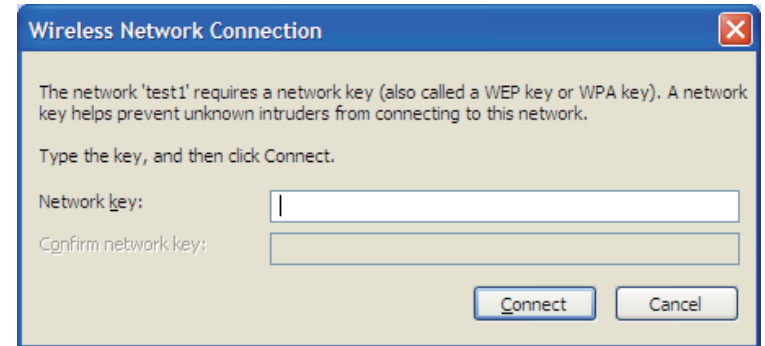 Wireless Network Connection
The network 'test1' requires a network key (also called a WEP key or WPA key). A network
key helps prevent unknown intruders from connecting to this network.
Type the key, and then click Connect.
Network key:
Confirm network key:
Connect Cancel